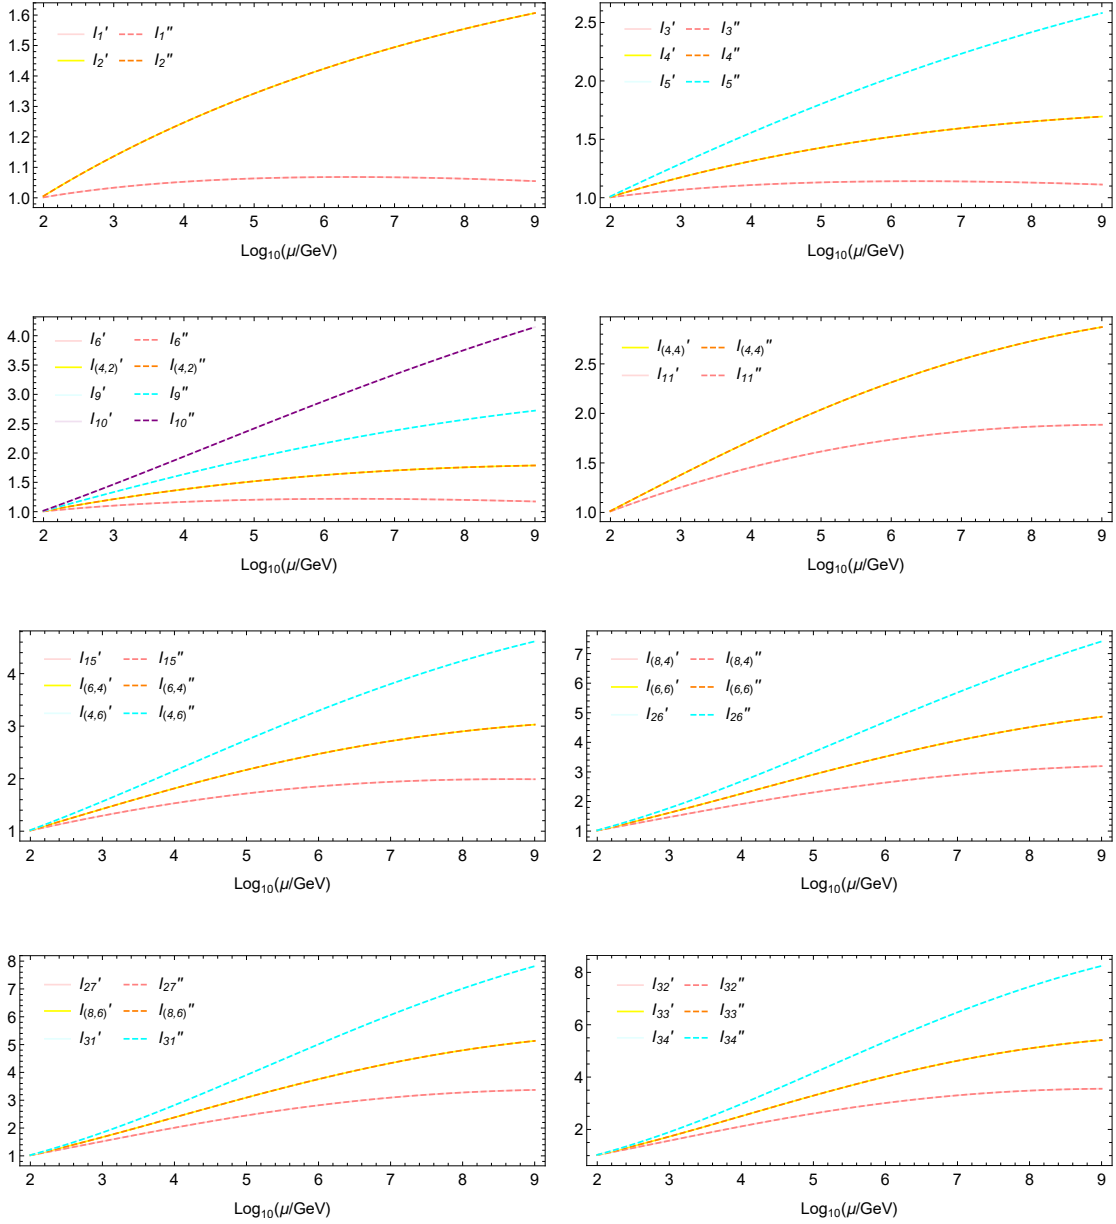 I1′ I1″
I2′ I2″
1.6
1.5
1.4
1.3
1.2
1.1
1.0
2 3 4 5 6 7 8 9
Log10(μ/GeV)
I3′ I3″
I4′ I4″
I5′ I5″
2.5
2.0
1.5
1.0
2 3 4 5 6 7 8 9
Log10(μ/GeV)
I6′ I6″
I(4,2)′ I(4,2)″
I9′ I9″
I10′ I10″
4.0
3.5
3.0
2.5
2.0
1.5
1.0
2 3 4 5 6 7 8 9
Log10(μ/GeV)
I(4,4)′ I(4,4)″
I11′ I11″
2.5
2.0
1.5
1.0
2 3 4 5 6 7 8 9
Log10(μ/GeV)
I15′ I15″
I(6,4)′ I(6,4)″
I(4,6)′ I(4,6)″
4
3
2
1
2 3 4 5 6 7 8 9
Log10(μ/GeV)
I(8,4)′ I(8,4)″
I(6,6)′ I(6,6)″
I26′ I26″
7
6
5
4
3
2
1
2 3 4 5 6 7 8 9
Log10(μ/GeV)
I27′ I27″
I(8,6)′ I(8,6)″
I31′ I31″
8
7
6
5
4
3
2
1
2 3 4 5 6 7 8 9
Log10(μ/GeV)
I32′ I32″
I33′ I33″
I34′ I34″
8
6
4
2
2 3 4 5 6 7 8 9
Log10(μ/GeV)